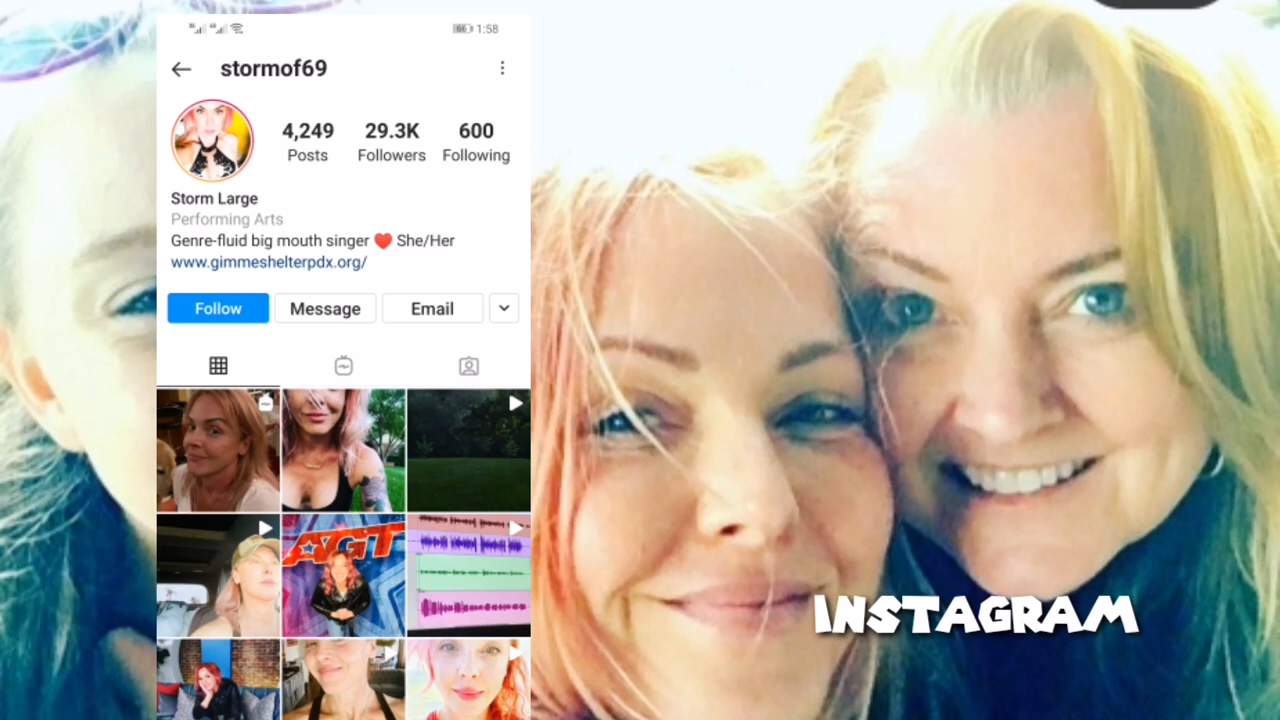 1:58
stormof69
4,249 29.3K 600
Posts Followers Following
Storm Large
Performing Arts
Genre-fluid big mouth singer ❤️ She/Her
www.gimmeshelterpdx.org/
Follow Message Email
AGT
INSTAGRAM